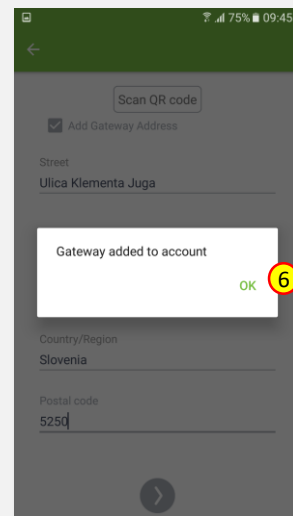 75% 09:45
Scan QR code
Add Gateway Address
Street
Ulica Klementa Juga
Gateway added to account
OK
6
Country/Region
Slovenia
Postal code
5250